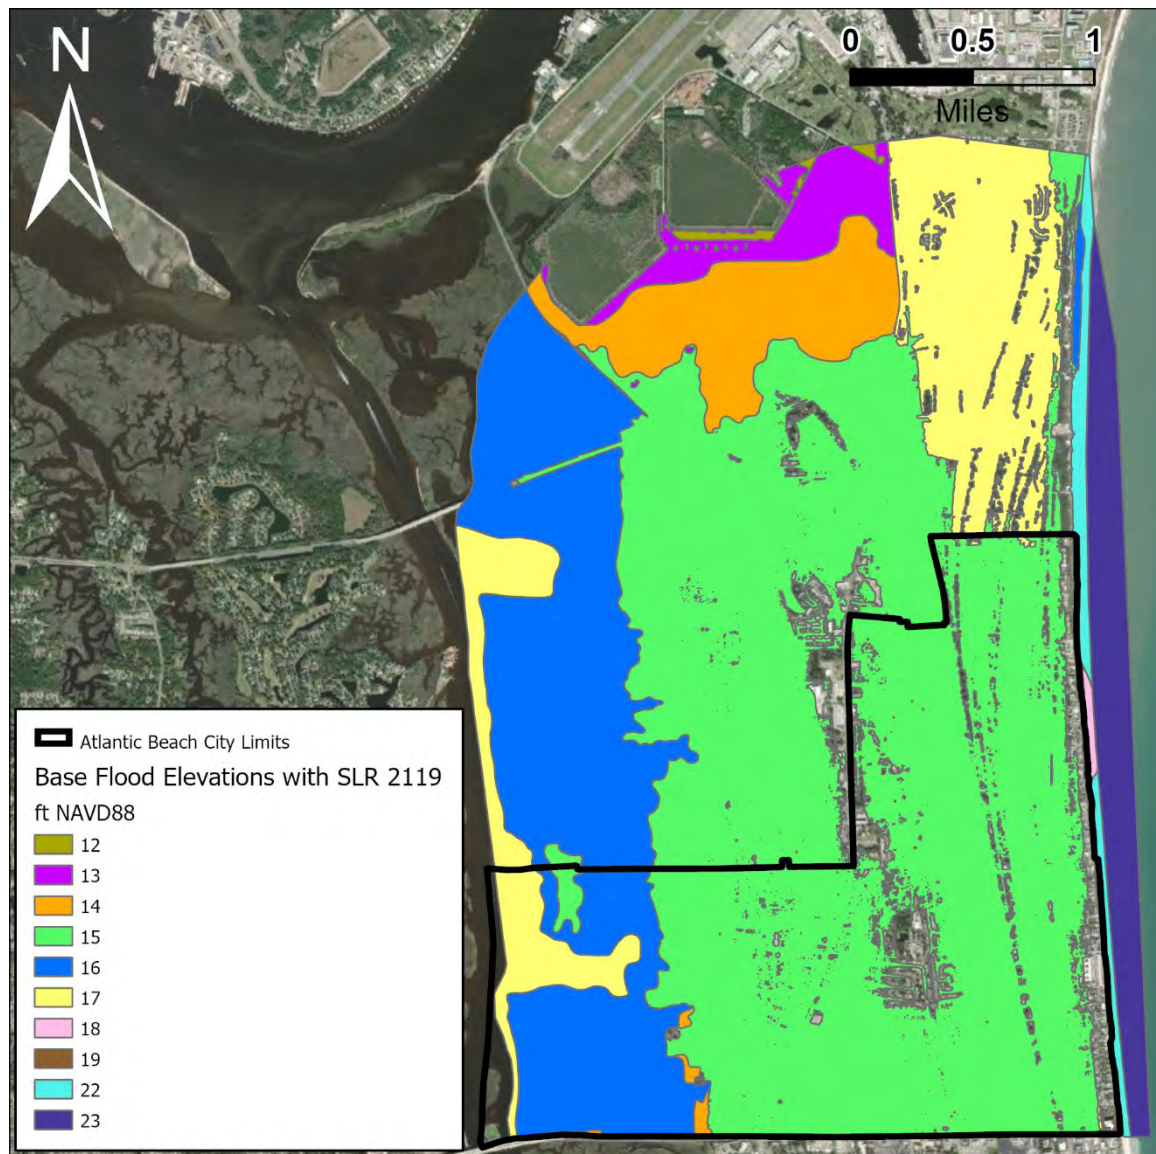 N
0 0.5 1
Miles
Atlantic Beach City Limits
Base Flood Elevations with SLR 2119
ft NAVD88
12
13
14
15
16
17
18
19
22
23